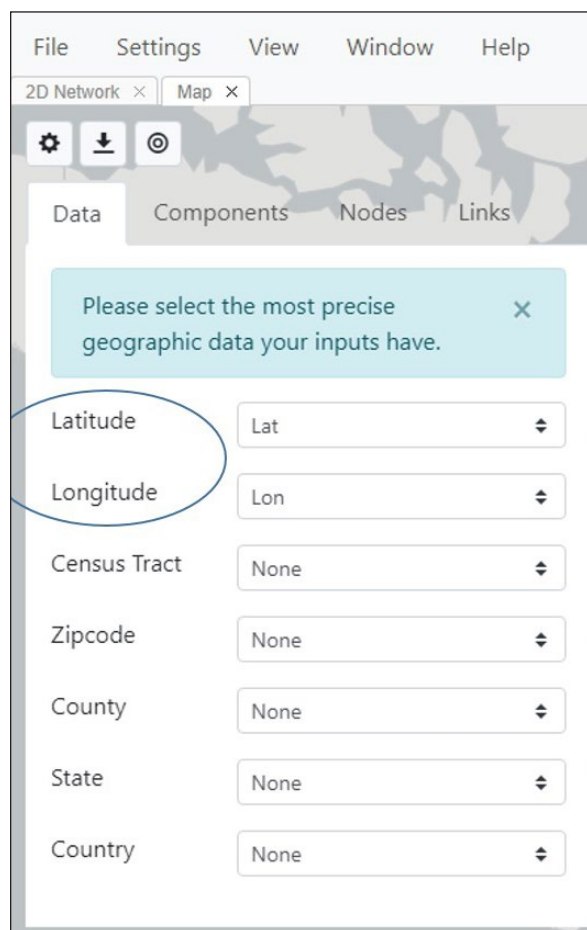 File Settings View Window Help
2D Network × Map ×
Data Components Nodes Links
Please select the most precise ×
geographic data your inputs have.
Latitude Lat
Longitude Lon
Census Tract None
Zipcode None
County None
State None
Country None